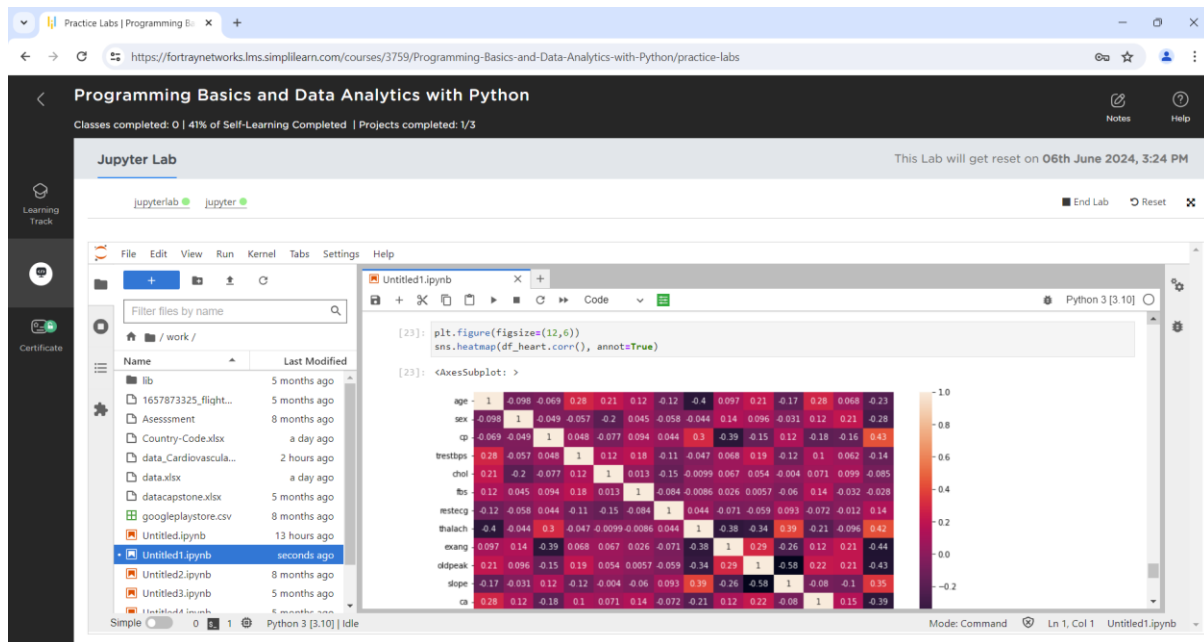 Practice Labs | Programming Ba
https://fortraynetworks.lms.simplilearn.com/courses/3759/Programming-Basics-and-Data-Analytics-with-Python/practice-labs
Programming Basics and Data Analytics with Python
Notes
Help
Classes completed: 0 | 41% of Self-Learning Completed | Projects completed: 1/3
Jupyter Lab
This Lab will get reset on 06th June 2024, 3:24 PM
Learning
Track
Certificate
jupyterlab
jupyter
End Lab
Reset
File Edit View Run Kernel Tabs Settings Help
Filter files by name
/ work /
Name Last Modified
lib 5 months ago
1657873325_flight... 5 months ago
Asesssment 8 months ago
Country-Code.xlsx a day ago
data_Cardiovascula... 2 hours ago
data.xlsx a day ago
datacapstone.xlsx 5 months ago
googleplaystore.csv 8 months ago
Untitled.ipynb 13 hours ago
Untitled1.ipynb seconds ago
Untitled2.ipynb 8 months ago
Untitled3.ipynb 5 months ago
Untitled4.ipynb 5 months ago
Untitled1.ipynb
Code
Python 3 [3.10]
[23]: plt.figure(figsize=(12,6))
sns.heatmap(df_heart.corr(), annot=True)
[23]: <AxesSubplot: >
age 1 -0.098 -0.069 0.28 0.21 0.12 -0.12 -0.4 0.097 0.21 -0.17 0.28 0.068 -0.23
sex -0.098 1 -0.049 -0.057 -0.2 0.045 -0.058 -0.044 0.14 0.096 -0.031 0.12 0.21 -0.28
cp -0.069 -0.049 1 0.048 -0.077 0.094 0.044 0.3 -0.39 -0.15 0.12 -0.18 -0.16 0.43
trestbps 0.28 -0.057 0.048 1 0.12 0.18 -0.11 -0.047 0.068 0.19 -0.12 0.1 0.062 -0.14
chol 0.21 -0.2 -0.077 0.12 1 0.013 -0.15 -0.0099 0.067 0.054 -0.004 0.071 0.099 -0.085
fbs 0.12 0.045 0.094 0.18 0.013 1 -0.084 -0.0086 0.026 0.0057 -0.06 0.14 -0.032 -0.028
restecg -0.12 -0.058 0.044 -0.11 -0.15 -0.084 1 0.044 -0.071 -0.059 0.093 -0.072 -0.012 0.14
thalach -0.4 -0.044 0.3 -0.047 -0.0099 -0.0086 0.044 1 -0.38 -0.34 0.39 -0.21 -0.096 0.42
exang 0.097 0.14 -0.39 0.068 0.067 0.026 -0.071 -0.38 1 0.29 -0.26 0.12 0.21 -0.44
oldpeak 0.21 0.096 -0.15 0.19 0.054 0.0057 -0.059 -0.34 0.29 1 -0.58 0.22 0.21 -0.43
slope -0.17 -0.031 0.12 -0.12 -0.004 -0.06 0.093 0.39 -0.26 -0.58 1 -0.08 -0.1 0.35
ca 0.28 0.12 -0.18 0.1 0.071 0.14 -0.072 -0.21 0.12 0.22 -0.08 1 0.15 -0.39
1.0
0.8
0.6
0.4
0.2
0.0
-0.2
Simple 0 1 Python 3 [3.10] | Idle
Mode: Command Ln 1, Col 1 Untitled1.ipynb